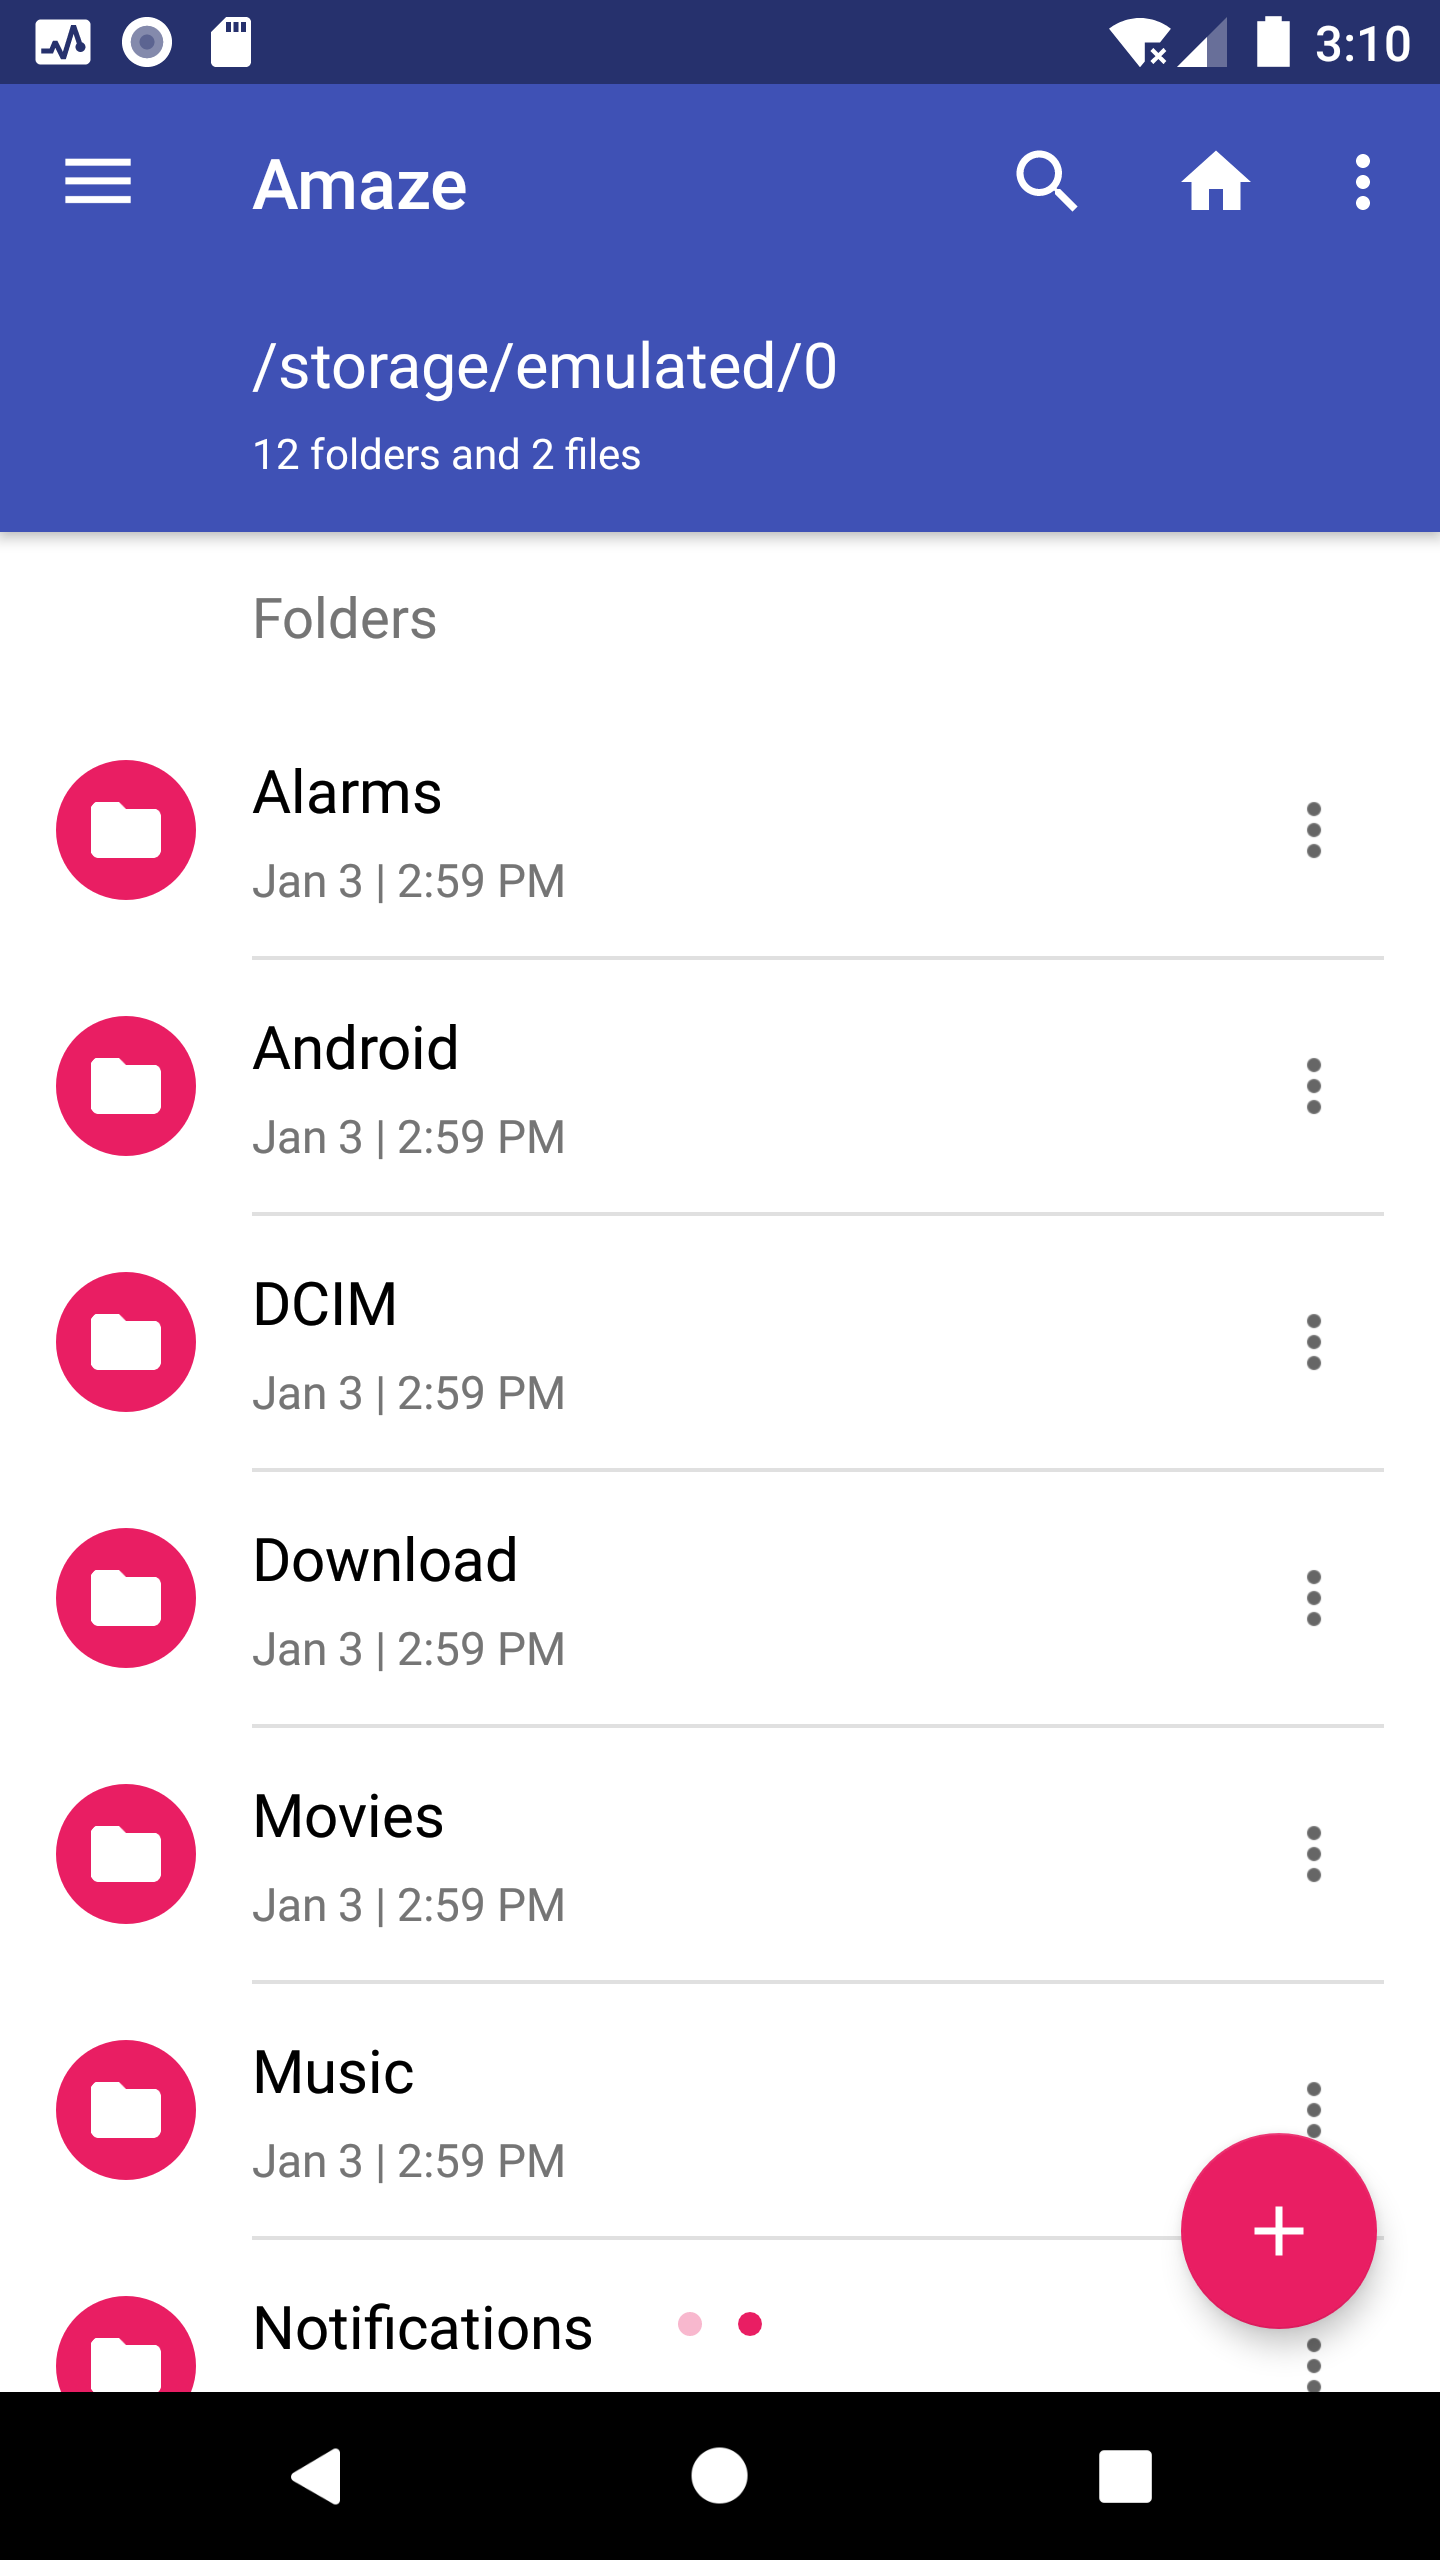 3:10
Amaze
/storage/emulated/0
12 folders and 2 files
Folders
Alarms
Jan 3 | 2:59 PM
Android
Jan 3 | 2:59 PM
DCIM
Jan 3 | 2:59 PM
Download
Jan 3 | 2:59 PM
Movies
Jan 3 | 2:59 PM
Music
Jan 3 | 2:59 PM
Notifications